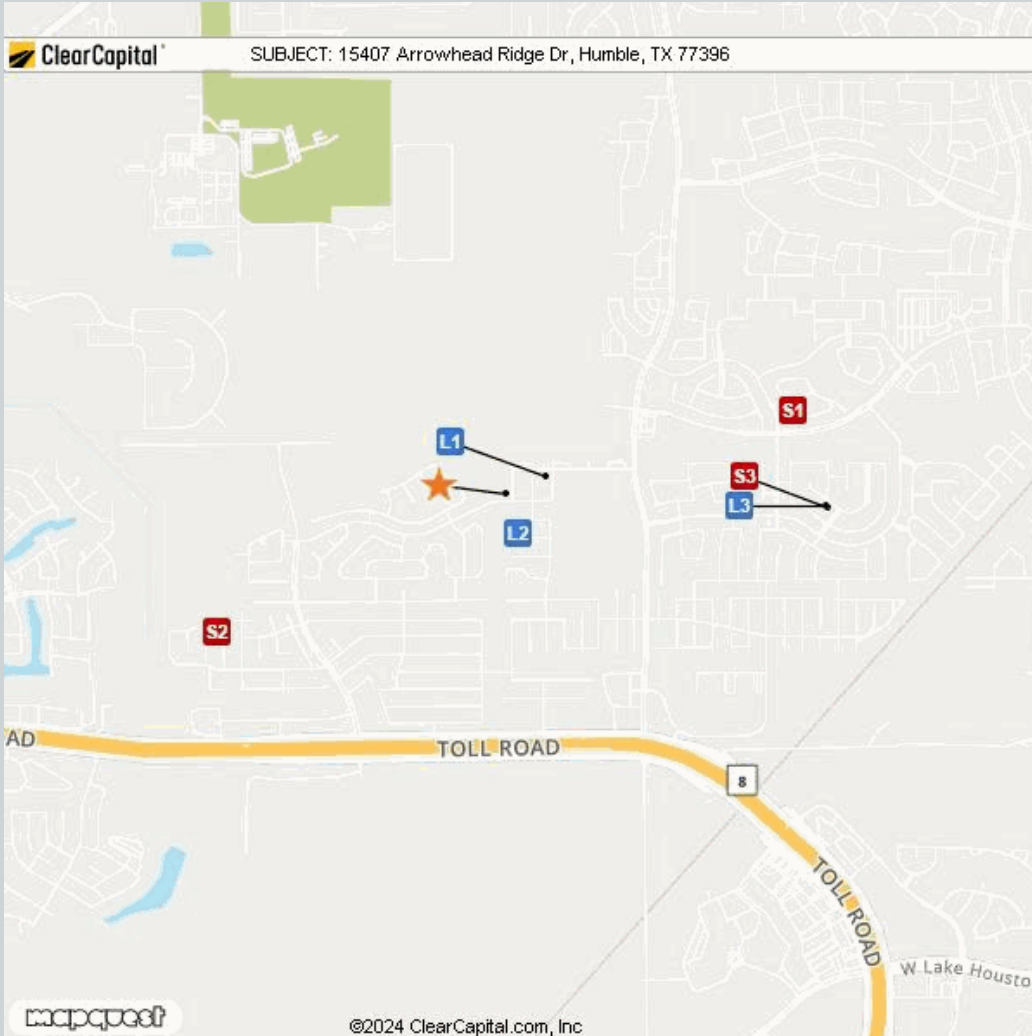 ClearCapital
SUBJECT: 15407 Arrowhead Ridge Dr, Humble, TX 77396
S1
L1
S3
L3
L2
S2
AD
TOLL ROAD
8
TOLL ROAD
W Lake Housto
mapquest
©2024 ClearCapital.com, Inc